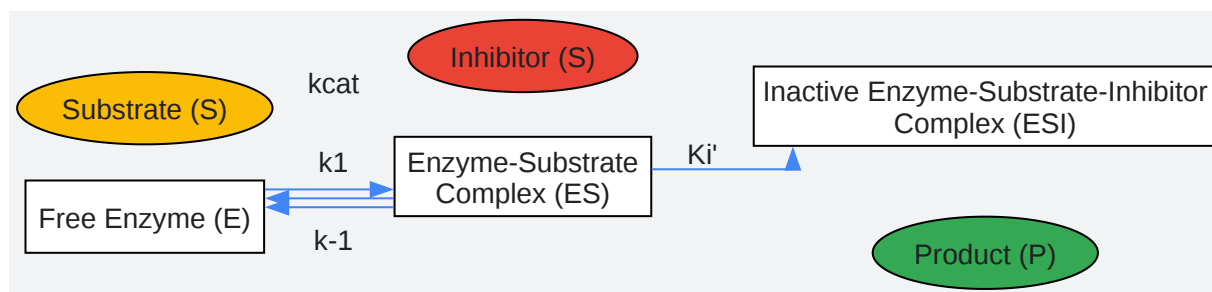 Inhibitor (S)
kcat
Substrate (S)
Inactive Enzyme-Substrate-Inhibitor
Complex (ESI)
k1
Enzyme-Substrate
Complex (ES)
Ki'
Free Enzyme (E)
k-1
Product (P)